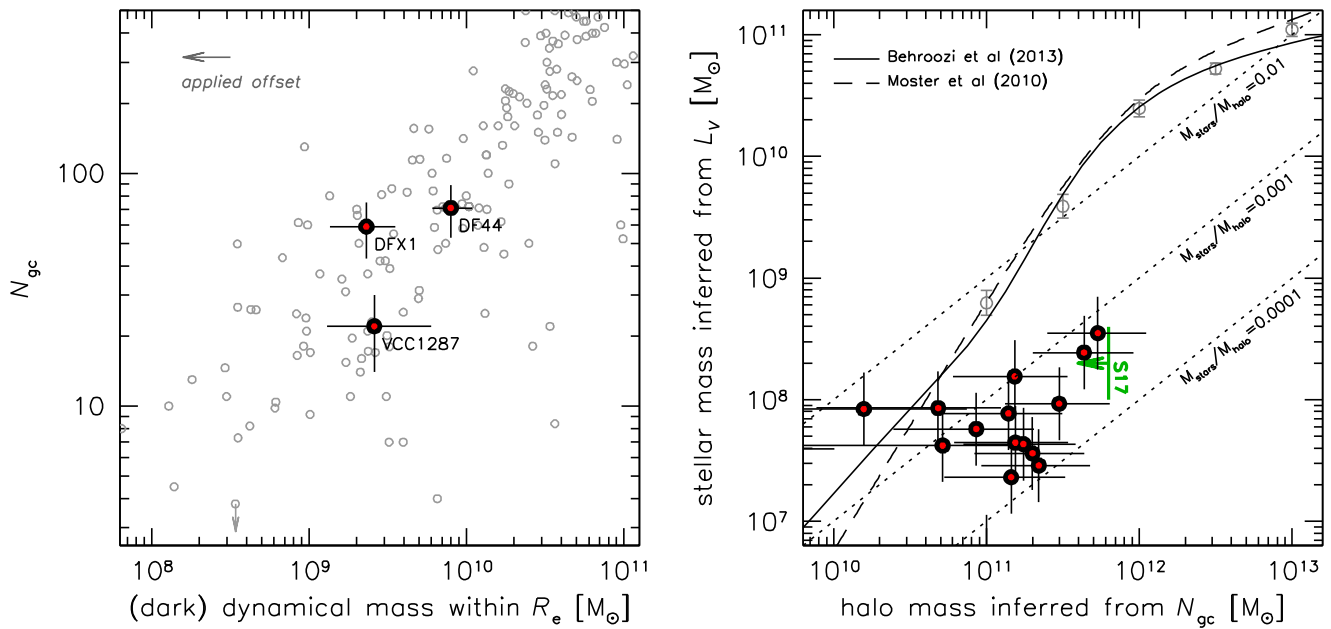 applied offset
DFX1
DF44
VCC1287
100
10
N_gc
10^8
10^9
10^10
10^11
(dark) dynamical mass within R_e [M_⊙]
Behroozi et al (2013)
Moster et al (2010)
M_stars/M_halo=0.01
M_stars/M_halo=0.001
M_stars/M_halo=0.0001
S17
10^11
10^10
10^9
10^8
10^7
stellar mass inferred from L_V [M_⊙]
10^10
10^11
10^12
10^13
halo mass inferred from N_gc [M_⊙]